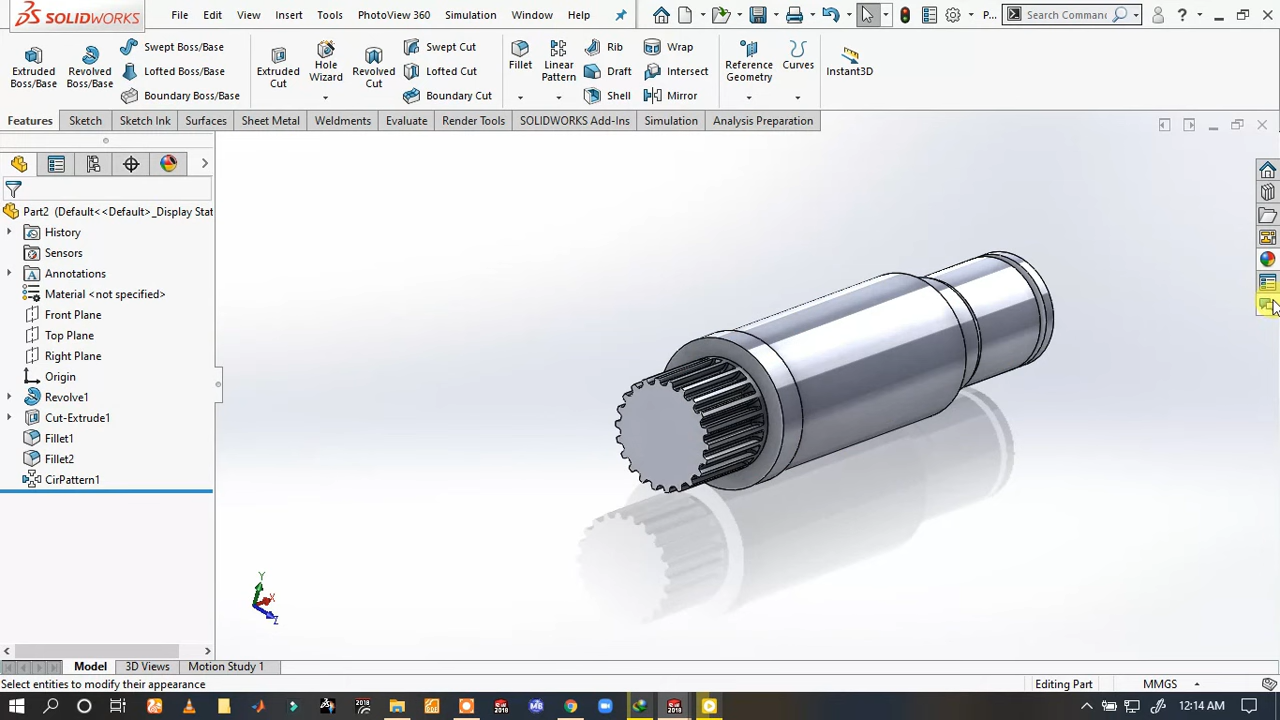 SOLIDWORKS File Edit View Insert Tools PhotoView 360 Simulation Window Help P... Search Commanc ?
Extruded Boss/Base
Revolved Boss/Base
Swept Boss/Base
Lofted Boss/Base
Boundary Boss/Base
Extruded Cut
Hole Wizard
Revolved Cut
Swept Cut
Lofted Cut
Boundary Cut
Fillet
Linear Pattern
Rib
Draft
Shell
Wrap
Intersect
Mirror
Reference Geometry
Curves
Instant3D
Features Sketch Sketch Ink Surfaces Sheet Metal Weldments Evaluate Render Tools SOLIDWORKS Add-Ins Simulation Analysis Preparation
Part2 (Default<<Default>_Display Stat
History
Sensors
Annotations
Material <not specified>
Front Plane
Top Plane
Right Plane
Origin
Revolve1
Cut-Extrude1
Fillet1
Fillet2
CirPattern1
Y
X
Z
Model 3D Views Motion Study 1
Select entities to modify their appearance Editing Part MMGS
12:14 AM